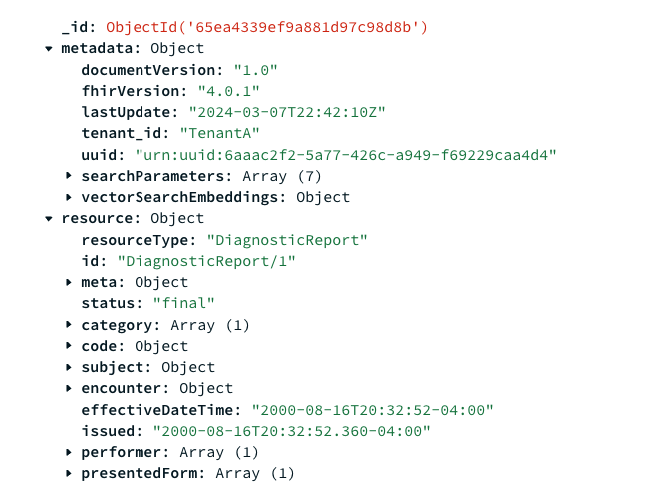 _id: ObjectId('65ea4339ef9a881d97c98d8b')
metadata: Object
documentVersion: "1.0"
fhirVersion: "4.0.1"
lastUpdate: "2024-03-07T22:42:10Z"
tenant_id: "TenantA"
uuid: "urn:uuid:6aaac2f2-5a77-426c-a949-f69229caa4d4"
searchParameters: Array (7)
vectorSearchEmbeddings: Object
resource: Object
resourceType: "DiagnosticReport"
id: "DiagnosticReport/1"
meta: Object
status: "final"
category: Array (1)
code: Object
subject: Object
encounter: Object
effectiveDateTime: "2000-08-16T20:32:52-04:00"
issued: "2000-08-16T20:32:52.360-04:00"
performer: Array (1)
presentedForm: Array (1)